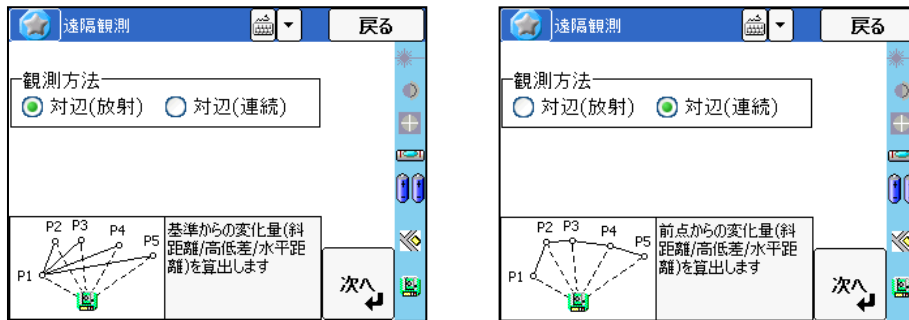 遠隔観測
戻る
観測方法
対辺(放射) 対辺(連続)
P2 P3 P4 P5
P1
基準からの変化量(斜
距離/高低差/水平距
離)を算出します
次へ
遠隔観測
戻る
観測方法
対辺(放射) 対辺(連続)
P2 P3 P4 P5
P1
前点からの変化量(斜
距離/高低差/水平距
離)を算出します
次へ